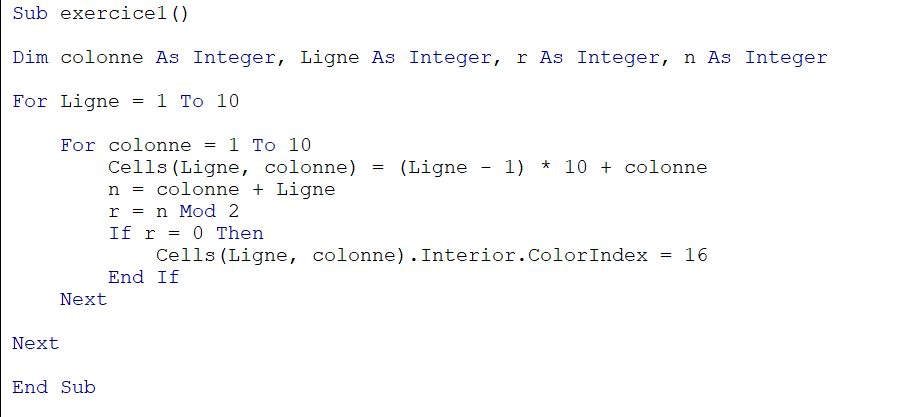 Sub exercice1()
Dim colonne As Integer, Ligne As Integer, r As Integer, n As Integer
For Ligne = 1 To 10
For colonne = 1 To 10
Cells(Ligne, colonne) = (Ligne - 1) * 10 + colonne
n = colonne + Ligne
r = n Mod 2
If r = 0 Then
Cells(Ligne, colonne).Interior.ColorIndex = 16
End If
Next
Next
End Sub